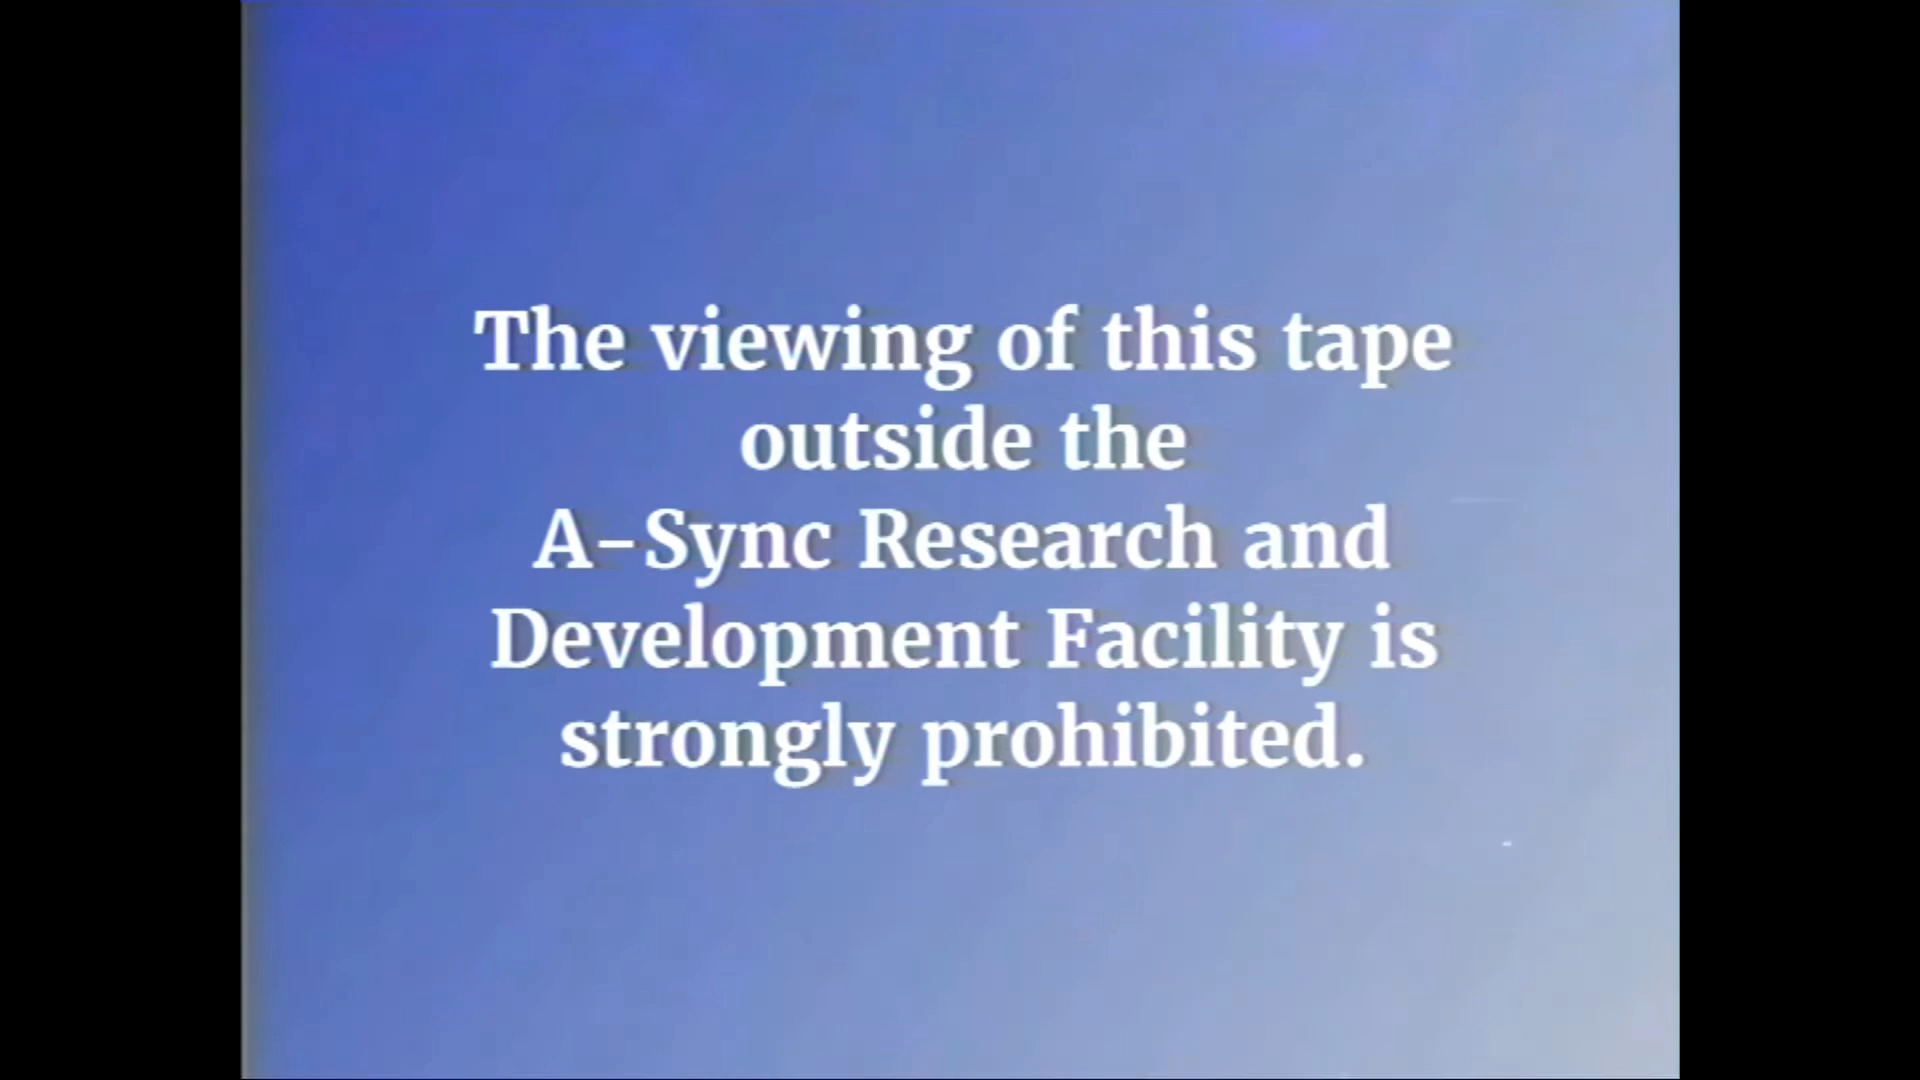 The viewing of this tape
outside the
A-Sync Research and
Development Facility is
strongly prohibited.